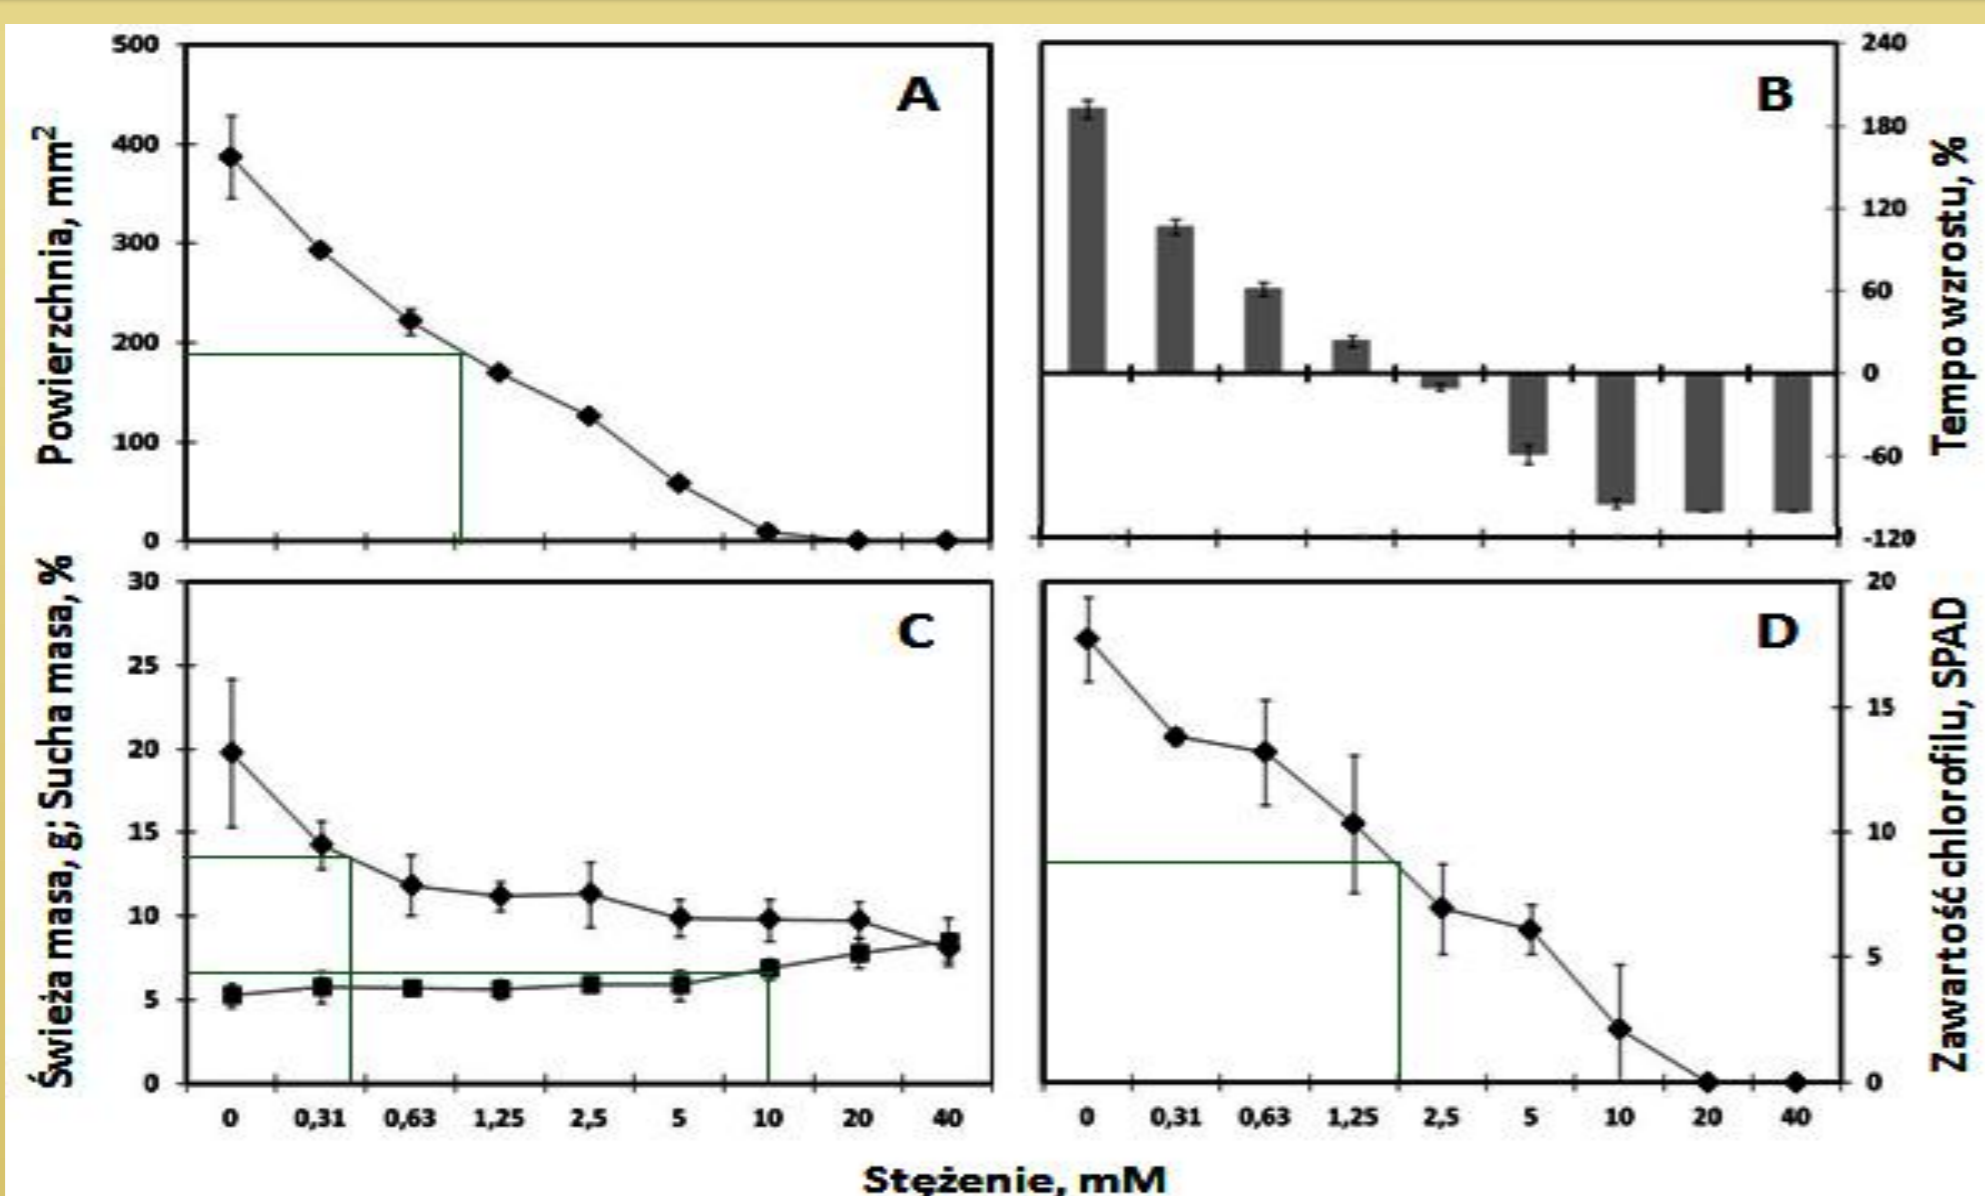 A
B
Powierzchnia, mm²
500
400
300
200
100
0
240
180
120
60
0
-60
-120
Tempo wzrostu, %
C
D
Świeża masa, g; Sucha masa, %
30
25
20
15
10
5
0
20
15
10
5
0
Zawartość chlorofilu, SPAD
0 0,31 0,63 1,25 2,5 5 10 20 40
0 0,31 0,63 1,25 2,5 5 10 20 40
Stężenie, mM